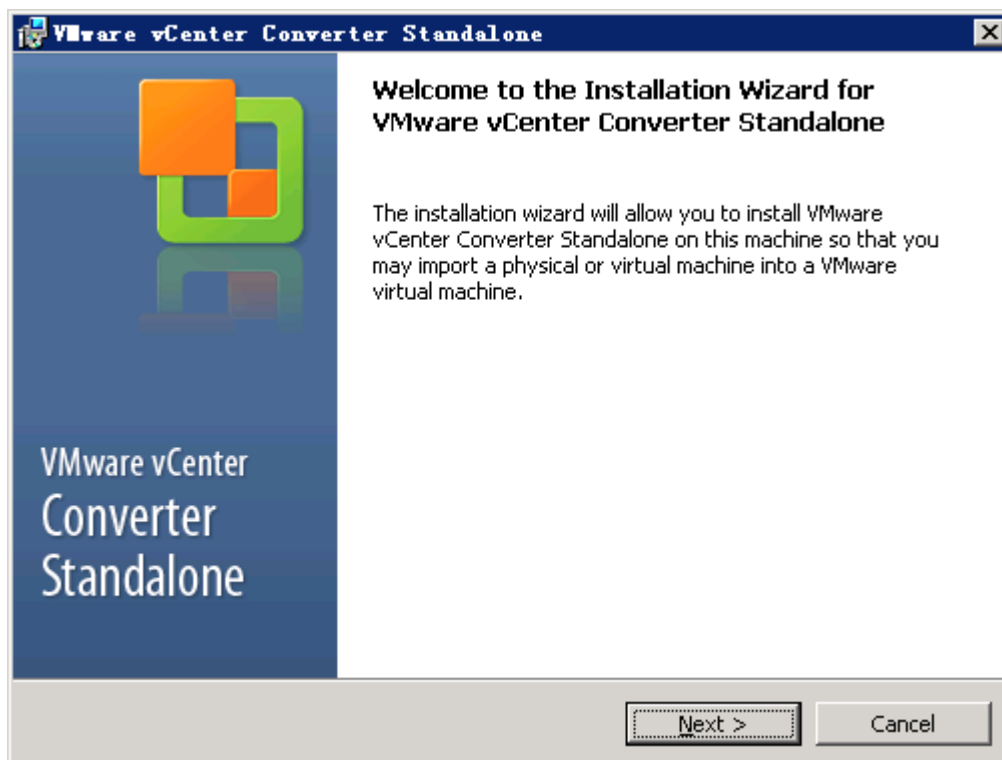 VMware vCenter Converter Standalone
Welcome to the Installation Wizard for
VMware vCenter Converter Standalone
The installation wizard will allow you to install VMware
vCenter Converter Standalone on this machine so that you
may import a physical or virtual machine into a VMware
virtual machine.
VMware vCenter
Converter
Standalone
Next >
Cancel